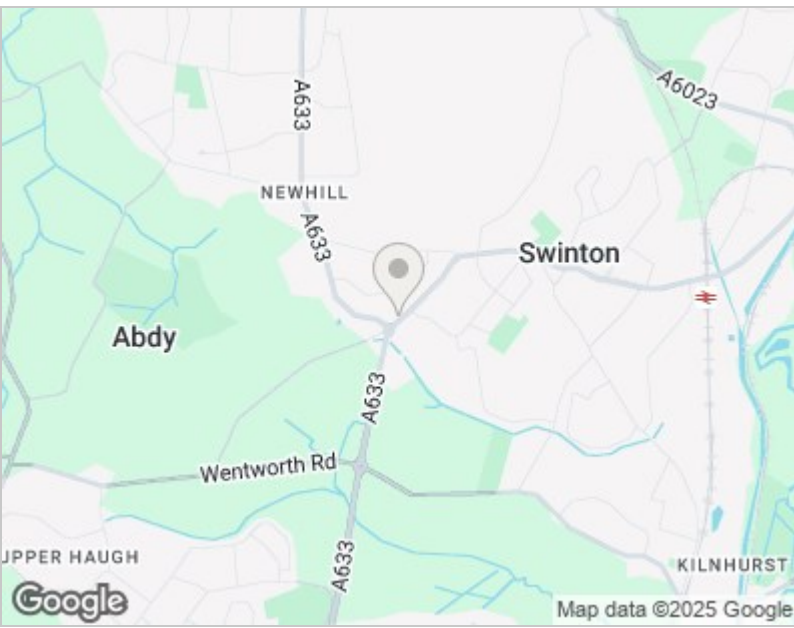 A6023
A633
NEWHILL
A633
Swinton
Abdy
A633
Wentworth Rd
UPPER HAUGH
A633
KILNHURST
Google
Map data ©2025 Google